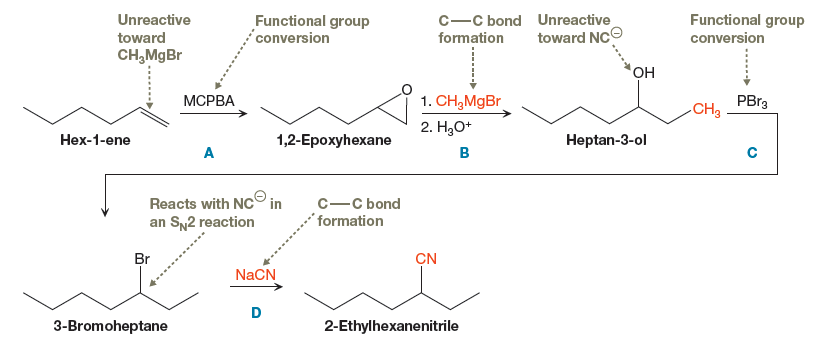 Unreactive
toward
CH₃MgBr
Functional group
conversion
C—C bond
formation
Unreactive
toward NC⊖
Functional group
conversion
MCPBA
O
1. CH₃MgBr
2. H₃O⁺
OH
CH₃
PBr₃
Hex-1-ene
1,2-Epoxyhexane
Heptan-3-ol
A
B
C
Reacts with NC⊖ in
an SN2 reaction
C—C bond
formation
Br
NaCN
CN
D
3-Bromoheptane
2-Ethylhexanenitrile